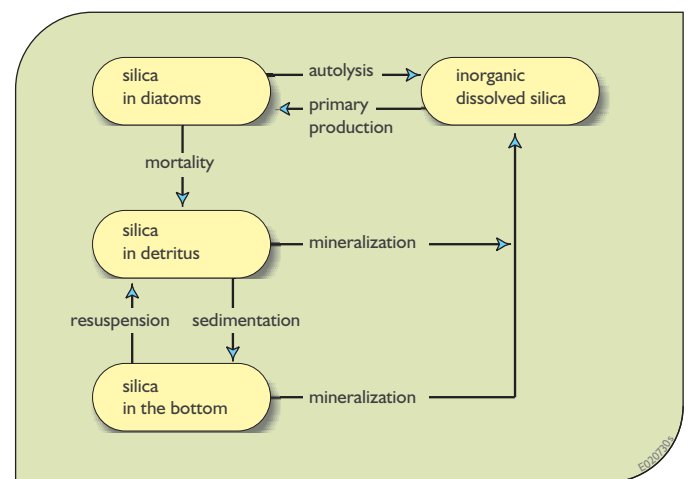 silica
in diatoms
autolysis
inorganic
dissolved silica
primary
production
mortality
silica
in detritus
mineralization
resuspension
sedimentation
silica
in the bottom
mineralization
E020730s